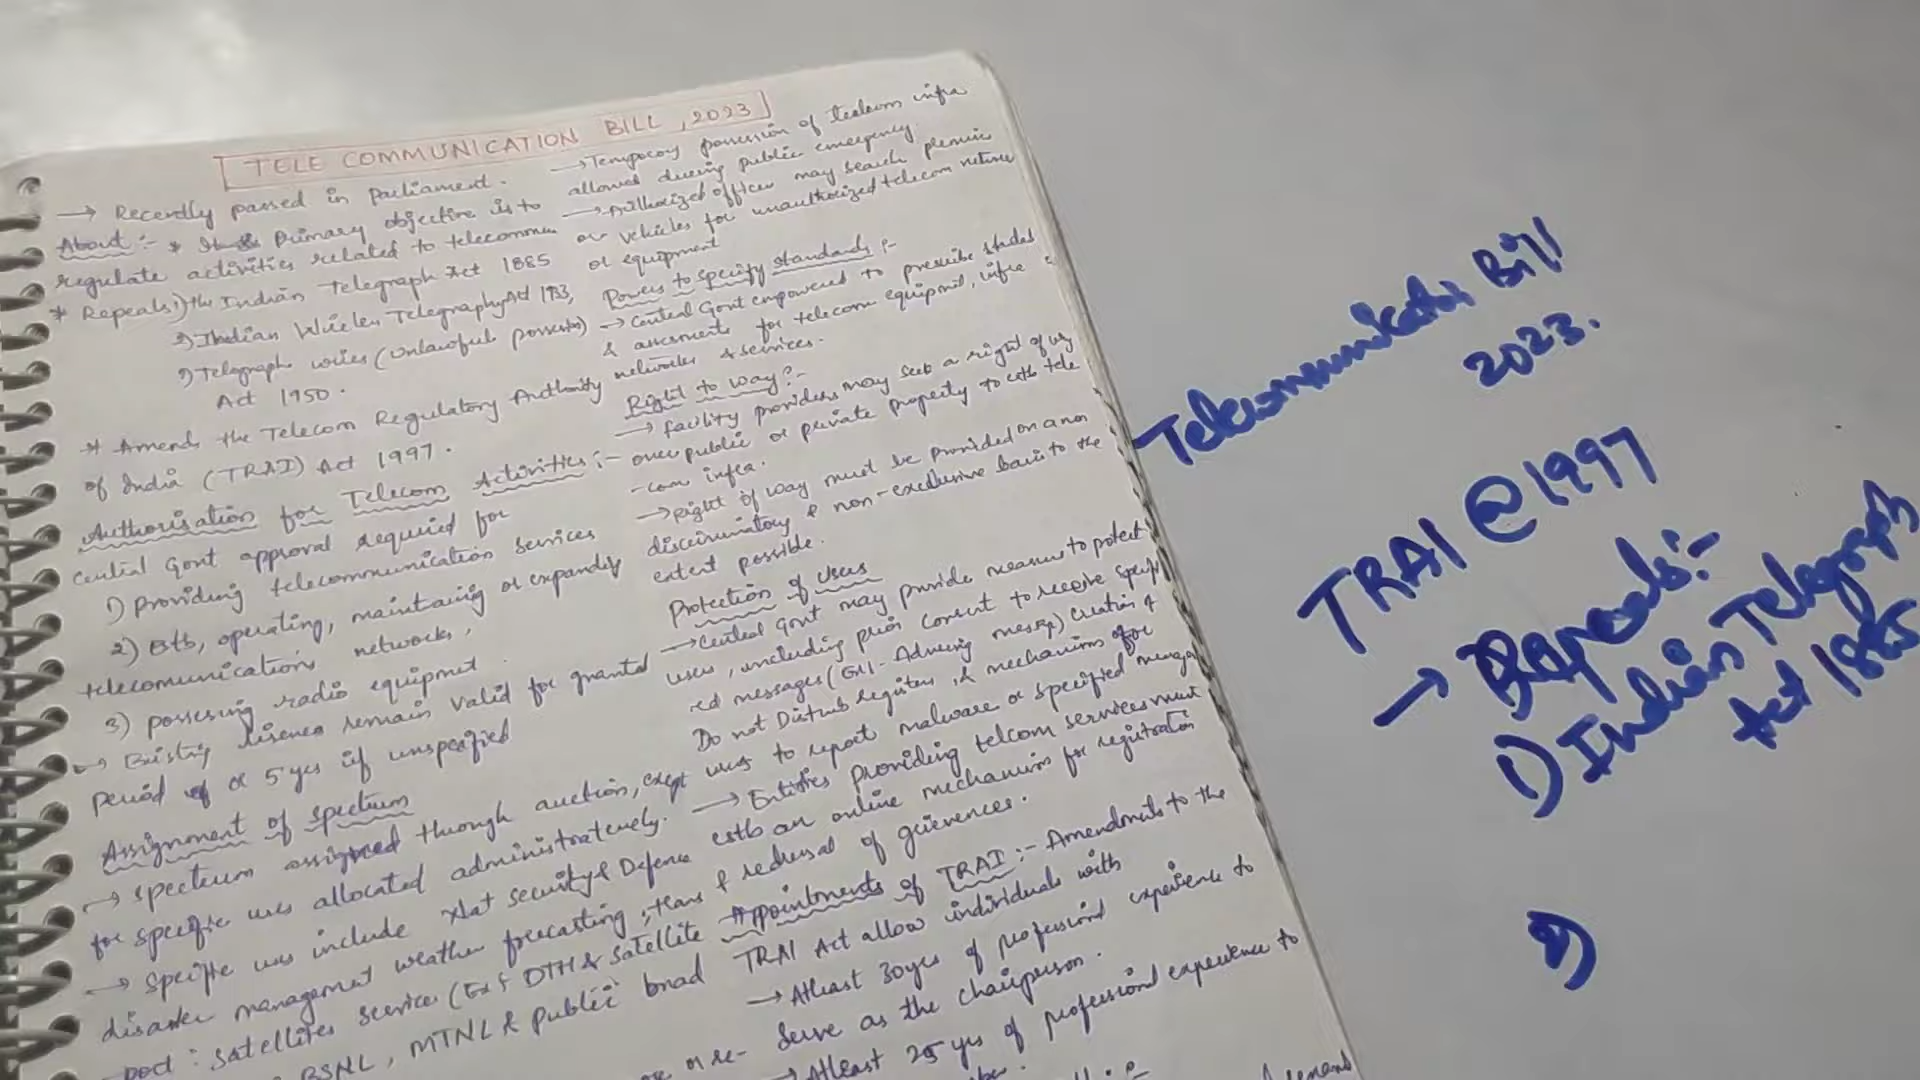 TELE COMMUNICATION BILL, 2023
→ Recently passed in Parliament.
About :- * Its Primary objective is to
regulate activities related to telecommun
* Repeals: 1) the Indian Telegraph Act 1885
2) Indian Wireless Telegraphy Act 1933,
3) Telegraph wires (unlawful possession)
Act 1950.
* Amends the Telecom Regulatory Authority
of India (TRAI) Act 1997.
Authorisation for Telecom Activities :-
Central Govt approval required for
1) providing telecommunication services
2) Estb, operating, maintaining or expanding
telecommunications networks,
3) possessing radio equipment.
→ Existing licences remain valid for granted
period or 5 yrs if unspecified
Assignment of spectrum
→ spectrum assigned through auction, except
for specific uses allocated administratively.
→ specific uses include Nat security & Defence
disaster management weather forecasting, trans
port : satellites service (Ex: DTH & satellite
BSNL, MTNL & public broad
→ Temporary possession of telecom infra
allowed during public emergency.
→ Authorized officer may search premise
or vehicles for unauthorized telecom network
or equipment
Powers to specify standards :-
→ Central Govt empowered to prescribe
& assessments for telecom equipment, infra
networks & services.
Right to way :-
→ facility providers may seek a right of way
over public or private property to estb tele
-com infra.
→ Right of way must be provided on a non
discriminatory & non-exclusive basis to the
extent possible.
Protection of Users
→ Central Govt may provide measures to protect
users, including prior consent to receive specifi
ed messages (Ex:- Advertising messages) Creation of
Do not Disturb registers, & mechanisms for
users to report malware or specified messages
→ Entities providing telcom services must
estb an online mechanism for registration
& redressal of grievences.
Appointments of TRAI :- Amendments to the
TRAI Act allow individuals with
→ Atleast 30 yrs of professional experience to
serve as the chairperson.
→ Atleast 25 yrs of professional experience to
Telecommunication Bill
2023.
TRAI @ 1997
→ Repeals:-
1) Indian Telegraph
Act 1885
2)